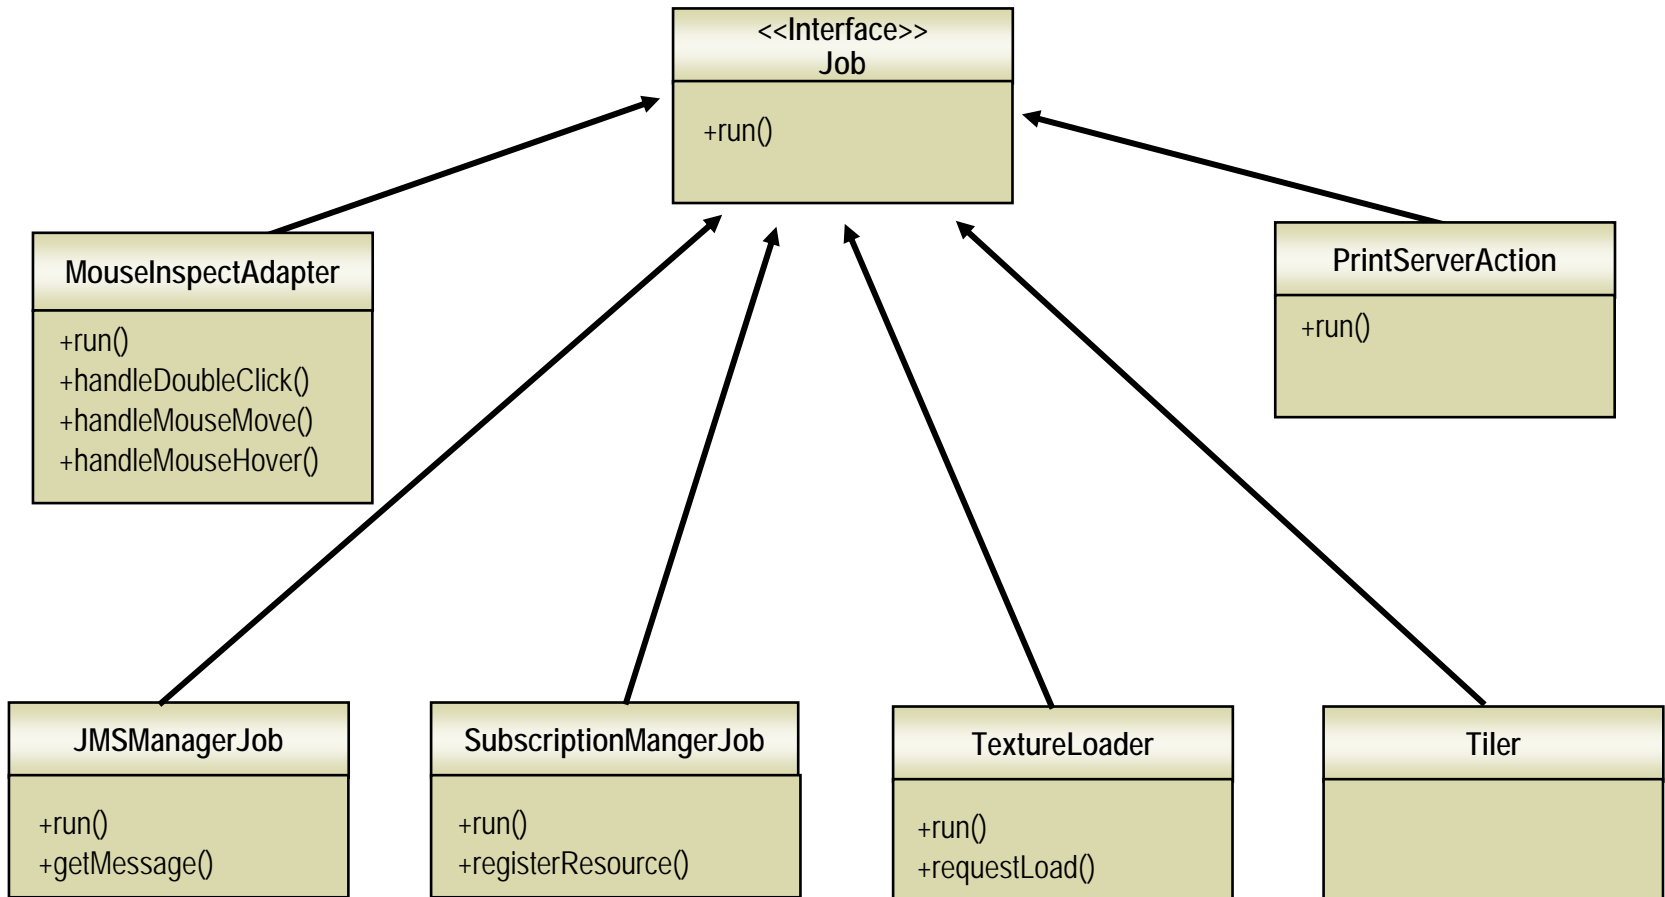 <<Interface>>
Job
+run()
MouseInspectAdapter
+run()
+handleDoubleClick()
+handleMouseMove()
+handleMouseHover()
PrintServerAction
+run()
JMSManagerJob
+run()
+getMessage()
SubscriptionMangerJob
+run()
+registerResource()
TextureLoader
+run()
+requestLoad()
Tiler